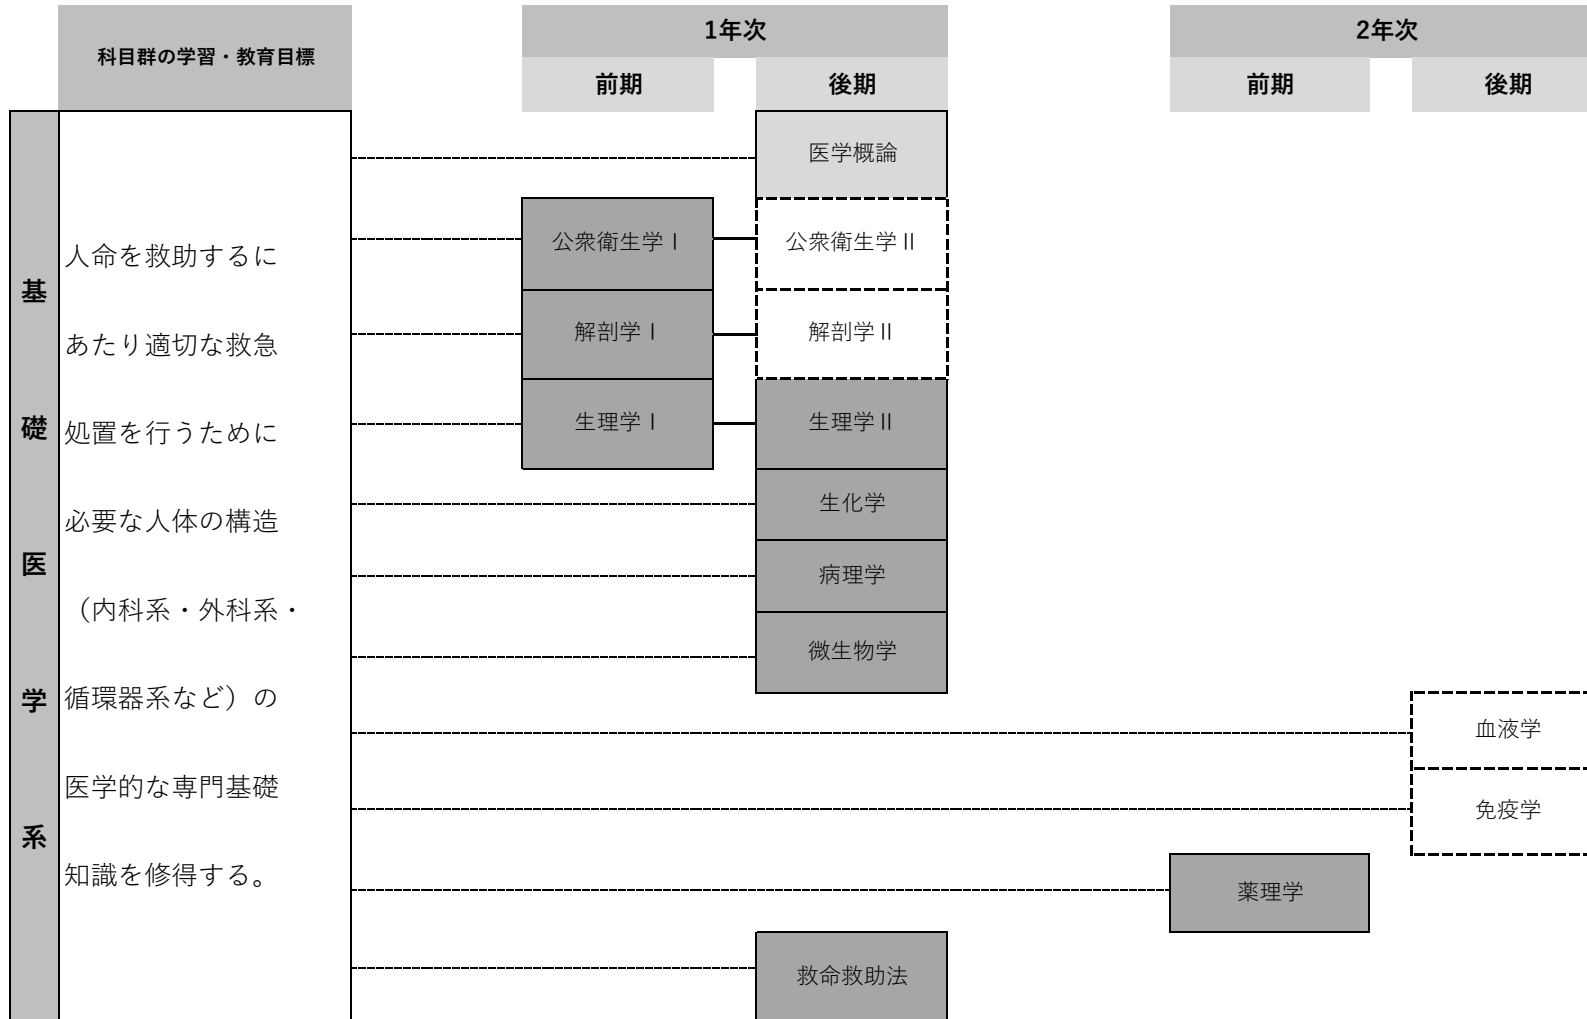 科目群の学習・教育目標
1年次
2年次
前期
後期
前期
後期
基礎医学系
人命を救助するに
あたり適切な救急
処置を行うために
必要な人体の構造
（内科系・外科系・
循環器系など）の
医学的な専門基礎
知識を修得する。
医学概論
公衆衛生学Ⅰ
公衆衛生学Ⅱ
解剖学Ⅰ
解剖学Ⅱ
生理学Ⅰ
生理学Ⅱ
生化学
病理学
微生物学
血液学
免疫学
薬理学
救命救助法